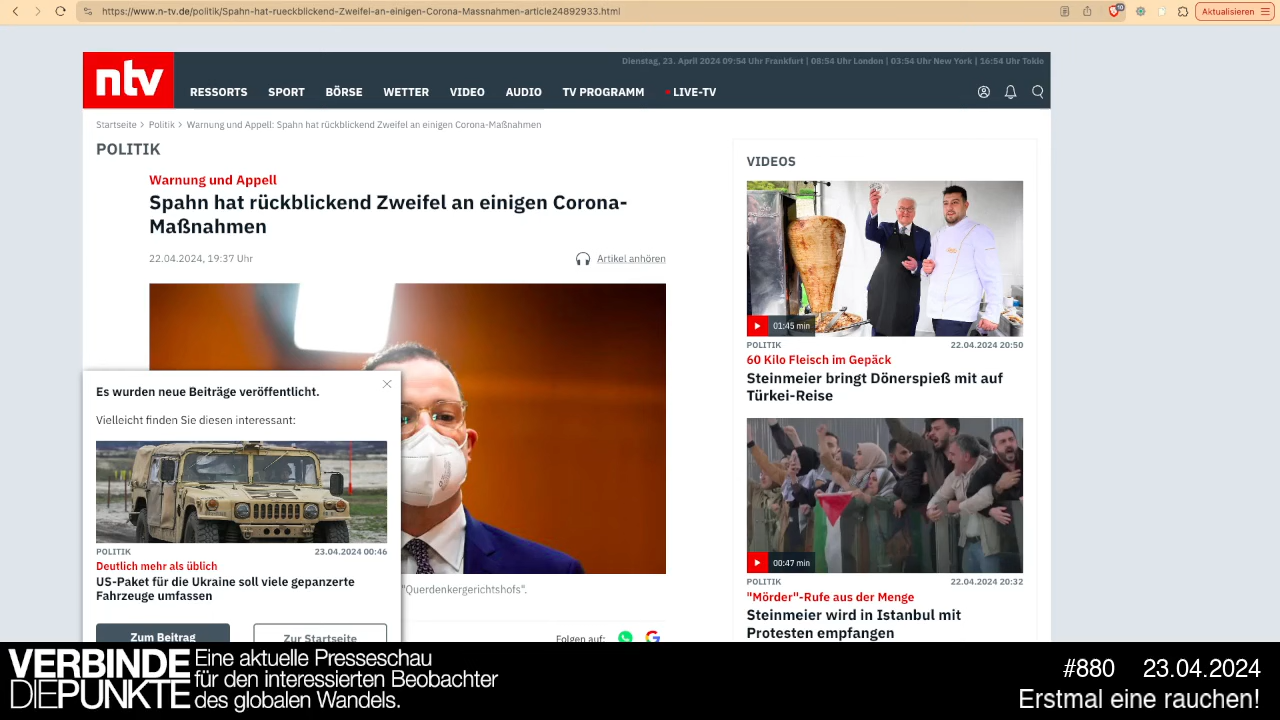 https://www.n-tv.de/politik/Spahn-hat-rueckblickend-Zweifel-an-einigen-Corona-Massnahmen-article24892933.html
Aktualisieren
ntv
Dienstag, 23. April 2024 09:54 Uhr Frankfurt | 08:54 Uhr London | 03:54 Uhr New York | 16:54 Uhr Tokio
RESSORTS SPORT BÖRSE WETTER VIDEO AUDIO TV PROGRAMM LIVE-TV
Startseite > Politik > Warnung und Appell: Spahn hat rückblickend Zweifel an einigen Corona-Maßnahmen
POLITIK
Warnung und Appell
Spahn hat rückblickend Zweifel an einigen Corona-
Maßnahmen
22.04.2024, 19:37 Uhr
Artikel anhören
"Querdenkergerichtshofs".
Folgen auf:
Es wurden neue Beiträge veröffentlicht.
Vielleicht finden Sie diesen interessant:
POLITIK 23.04.2024 00:46
Deutlich mehr als üblich
US-Paket für die Ukraine soll viele gepanzerte
Fahrzeuge umfassen
Zum Beitrag
Zur Startseite
VIDEOS
01:45 min
POLITIK 22.04.2024 20:50
60 Kilo Fleisch im Gepäck
Steinmeier bringt Dönerspieß mit auf
Türkei-Reise
00:47 min
POLITIK 22.04.2024 20:32
"Mörder"-Rufe aus der Menge
Steinmeier wird in Istanbul mit
Protesten empfangen
VERBINDE
DIEPUNKTE
Eine aktuelle Presseschau
für den interessierten Beobachter
des globalen Wandels.
#880 23.04.2024
Erstmal eine rauchen!